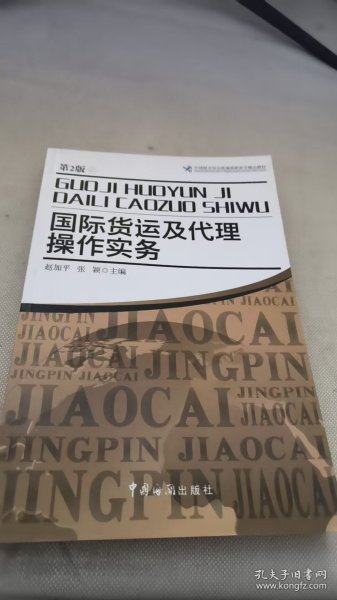 第2版
GUOJI HUOYUN JI
DAILI CAOZUO SHIWU
国际货运及代理
操作实务
赵加平 张 颖 ○ 主编
JIAOCAI
JINGPIN
JIAOCAI JINGPIN
JINGPIN JIAOCAI
JIAOCAI
JINGPIN JIAOCAI
JINGPIN JIAOCAI
中国海关出版社
孔夫子旧书网
www.kongfz.com